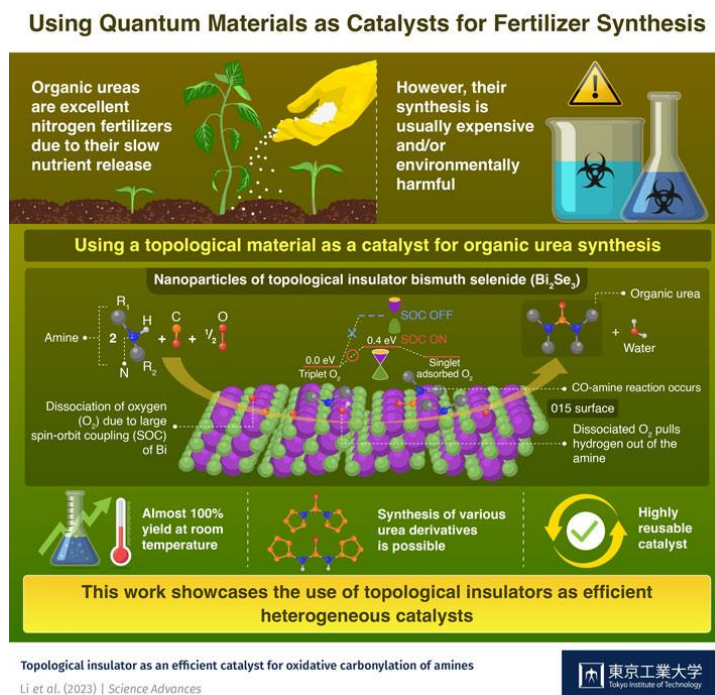 Using Quantum Materials as Catalysts for Fertilizer Synthesis
Organic ureas
are excellent
nitrogen fertilizers
due to their slow
nutrient release
However, their
synthesis is
usually expensive
and/or
environmentally
harmful
Using a topological material as a catalyst for organic urea synthesis
Nanoparticles of topological insulator bismuth selenide (Bi₂Se₃)
Amine
R₁
H
2
N
R₂
+
C
+
½
O
Dissociation of oxygen
(O₂) due to large
spin-orbit coupling (SOC)
of Bi
SOC OFF
0.4 eV
SOC ON
0.0 eV
Triplet O₂
Singlet
adsorbed O₂
Organic urea
+
Water
CO-amine reaction occurs
015 surface
Dissociated O₂ pulls
hydrogen out of the
amine
Almost 100%
yield at room
temperature
Synthesis of various
urea derivatives
is possible
Highly
reusable
catalyst
This work showcases the use of topological insulators as efficient
heterogeneous catalysts
Topological insulator as an efficient catalyst for oxidative carbonylation of amines
Li et al. (2023) | Science Advances
東京工業大学
Tokyo Institute of Technology